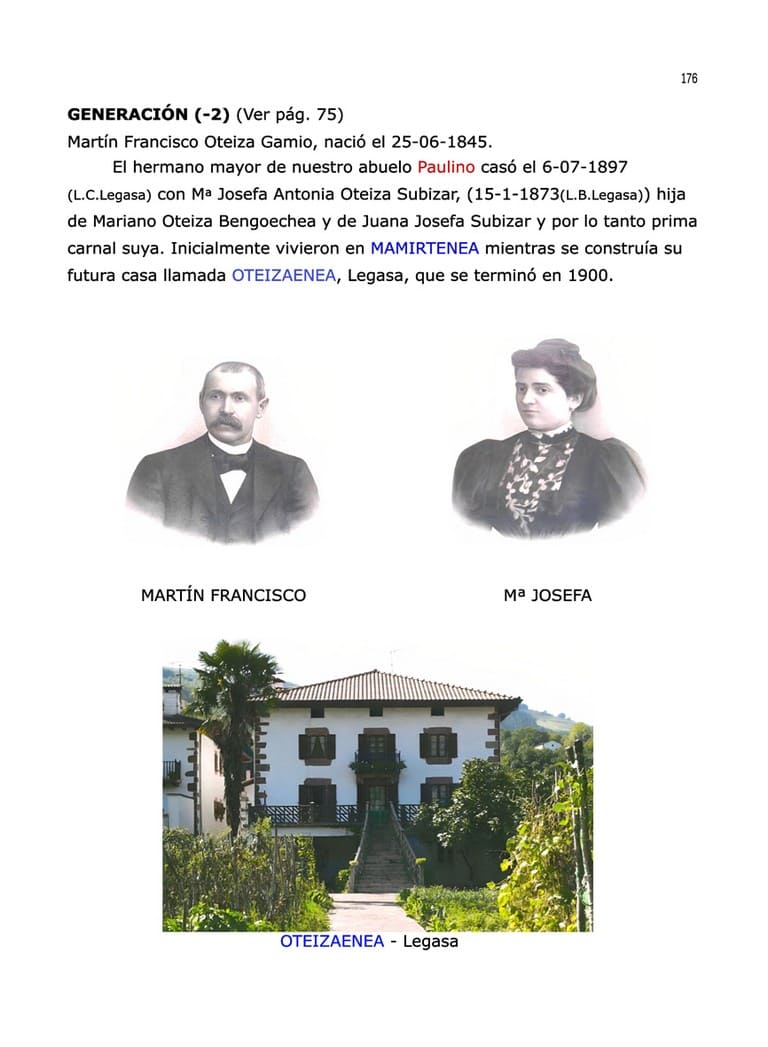 176
GENERACIÓN (-2) (Ver pág. 75)
Martín Francisco Oteiza Gamio, nació el 25-06-1845.
El hermano mayor de nuestro abuelo Paulino casó el 6-07-1897
(L.C.Legasa) con Mª Josefa Antonia Oteiza Subizar, (15-1-1873(L.B.Legasa)) hija
de Mariano Oteiza Bengoechea y de Juana Josefa Subizar y por lo tanto prima
carnal suya. Inicialmente vivieron en MAMIRTENEA mientras se construía su
futura casa llamada OTEIZAENEA, Legasa, que se terminó en 1900.
MARTÍN FRANCISCO
Mª JOSEFA
OTEIZAENEA - Legasa